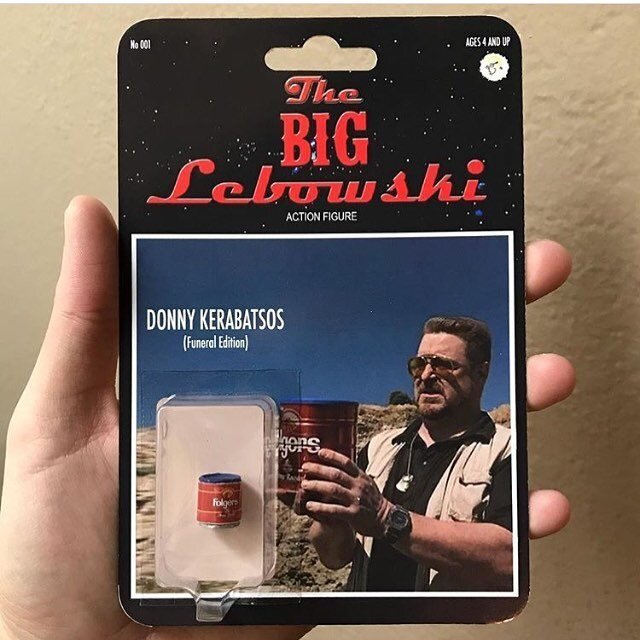 No 001
AGES 4 AND UP
The
BIG
Lebowski
ACTION FIGURE
DONNY KERABATSOS
(Funeral Edition)
Folgers